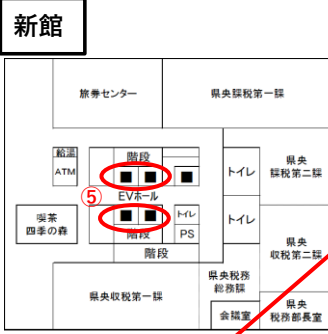 新館
旅券センター
県央課税第一課
給湯
ATM
階段
トイレ
県央
課税第二課
⑤
EVホール
喫茶
四季の森
トイレ
階段
PS
トイレ
階段
県央
収税第二課
県央収税第一課
県央税務
総務課
会議室
県央
税務部長室